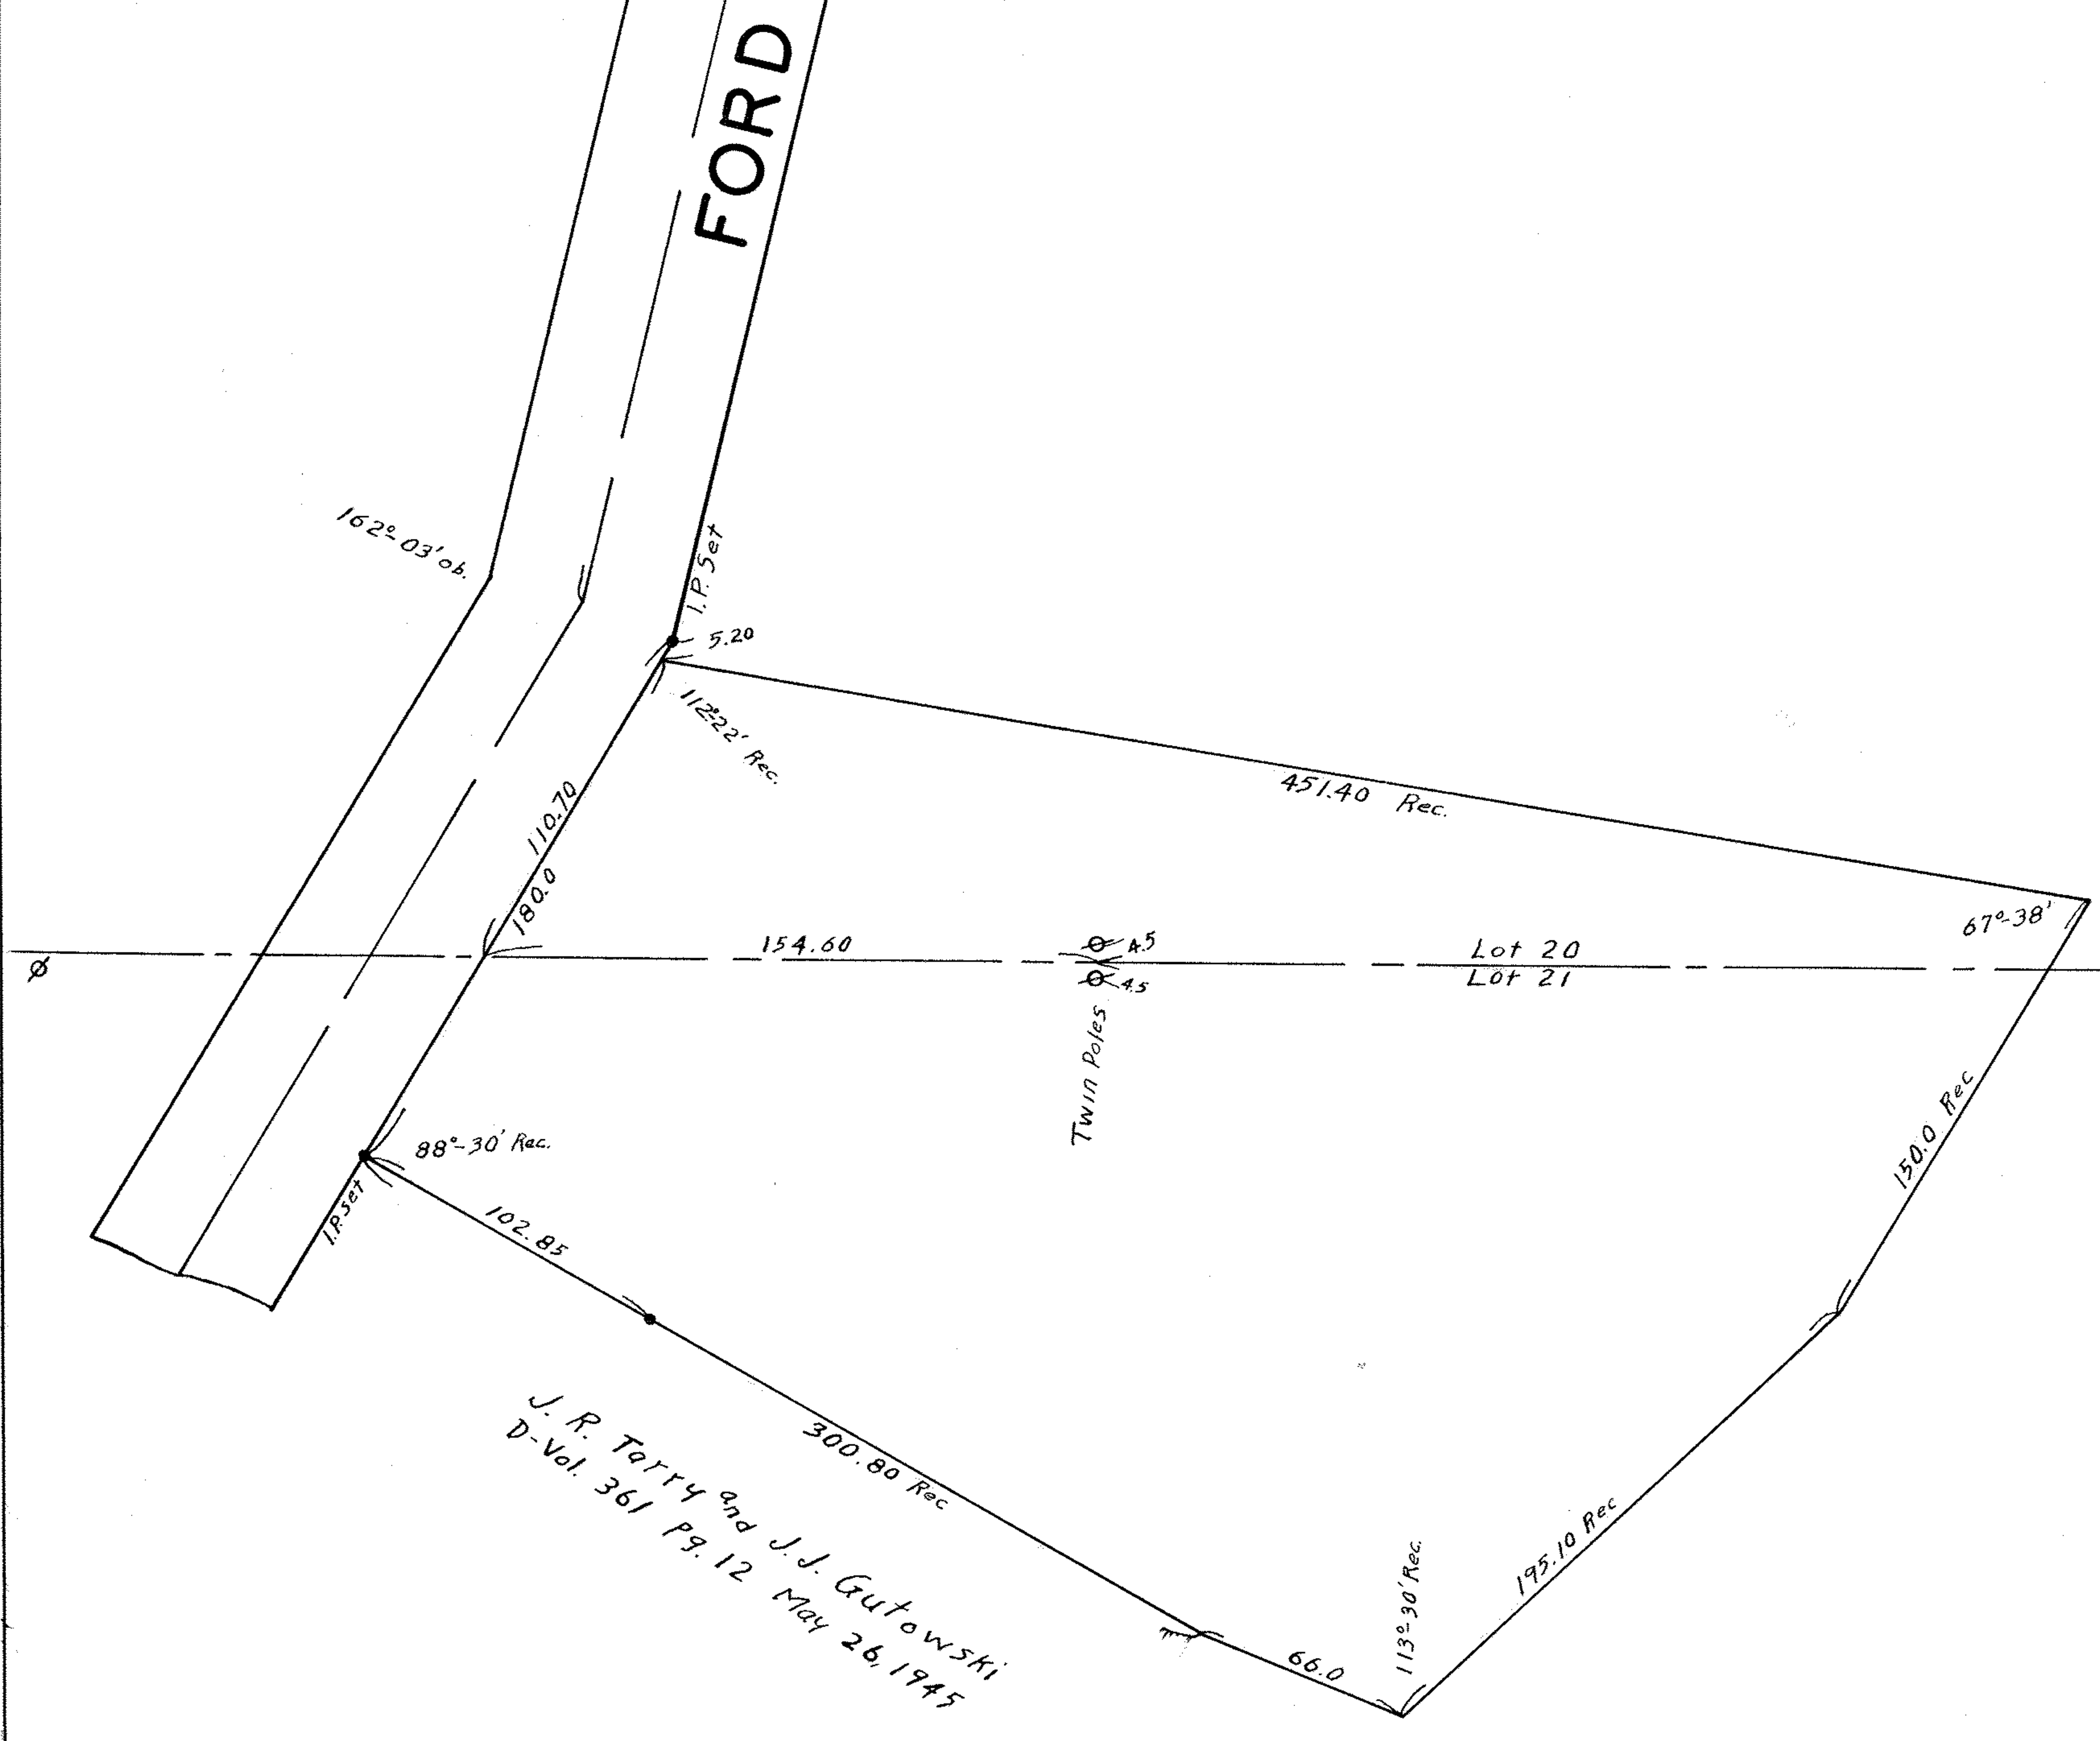 FORD
162°-03' ob.
I.P. Set
5.20
112°22' Rec.
451.40 Rec.
110.70
180.0
67°-38'
154.60
4.5
4.5
Lot 20
Lot 21
Twin Poles
150.0 Rec
88°-30' Rec.
I.P. Set
102.85
300.80 Rec
195.10 Rec
113°-30' Rec.
66.0
J. R. Tarry and J.J. Gutowski
D-Vol. 361 Pg. 12 May 26, 1945